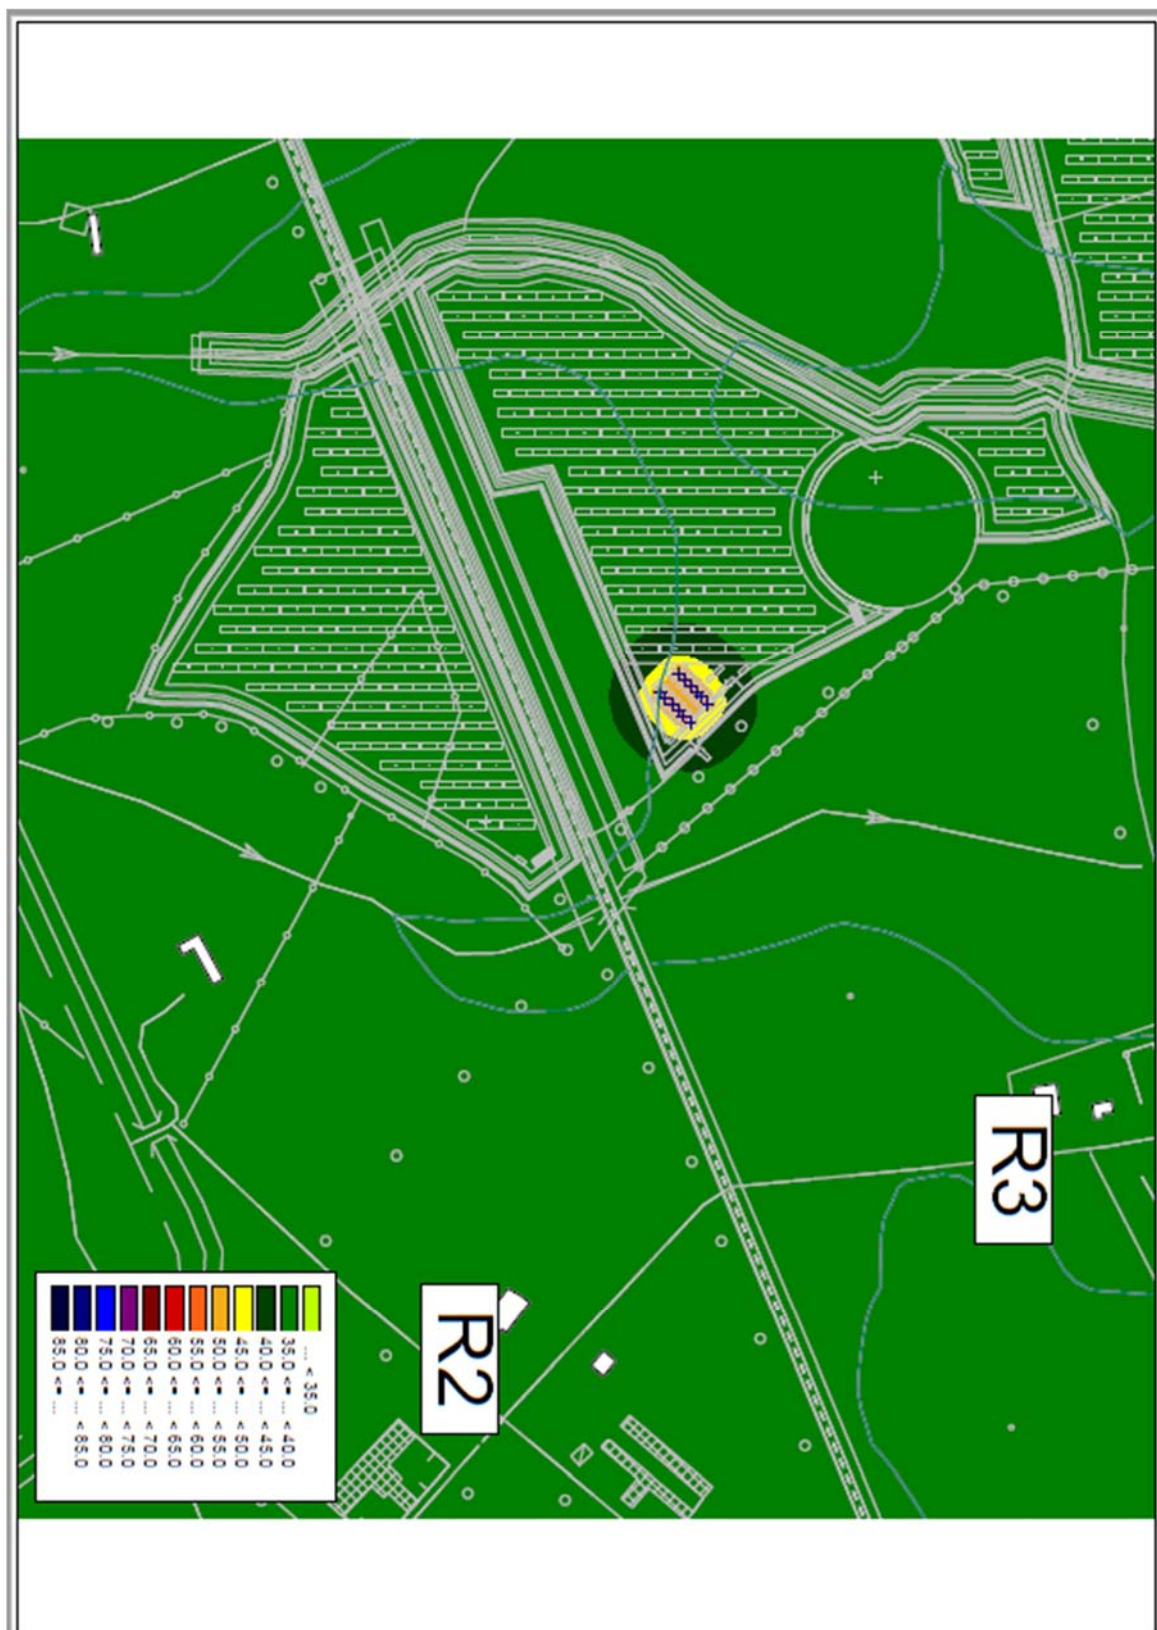 R3
R2
... < 35.0
35.0 <= ... < 40.0
40.0 <= ... < 45.0
45.0 <= ... < 50.0
50.0 <= ... < 55.0
55.0 <= ... < 60.0
60.0 <= ... < 65.0
65.0 <= ... < 70.0
70.0 <= ... < 75.0
75.0 <= ... < 80.0
80.0 <= ... < 85.0
85.0 <= ...